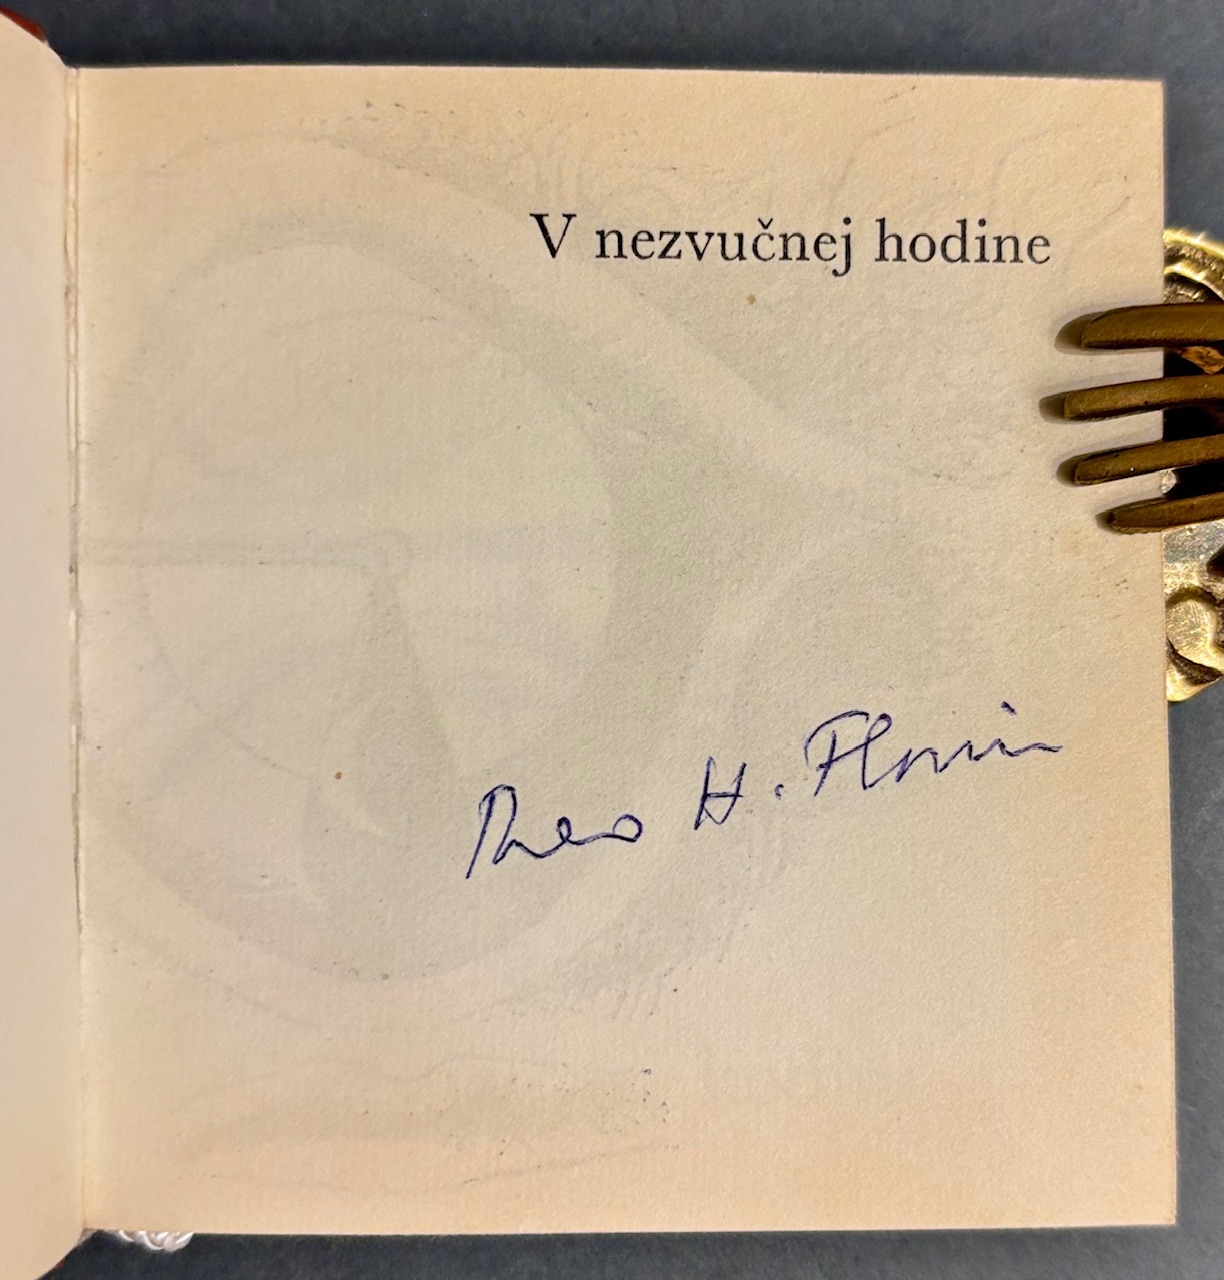 V nezvučnej hodine
Theo H. Florin